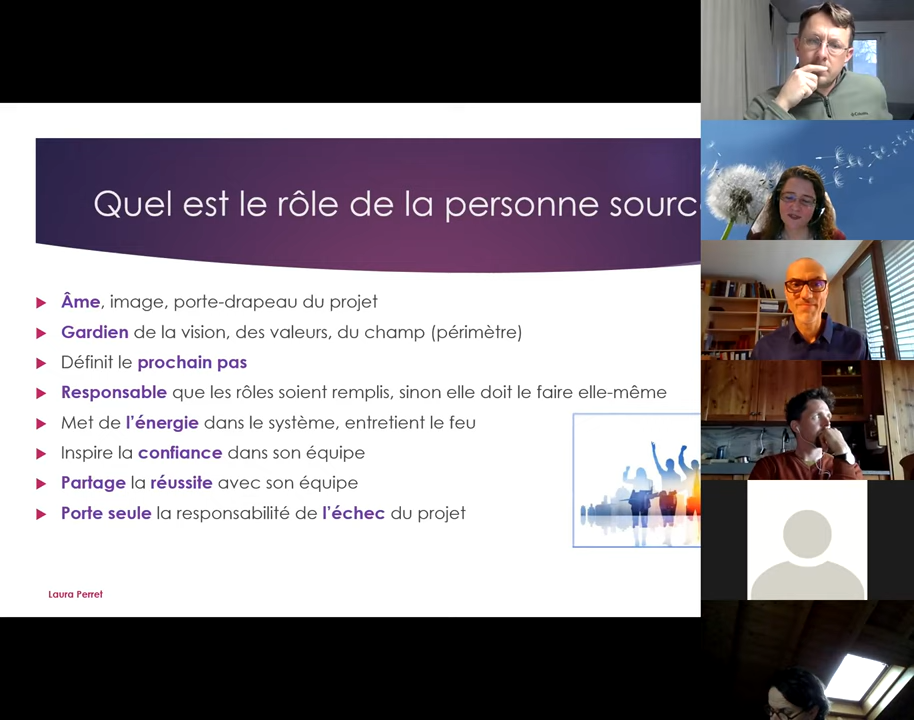 Quel est le rôle de la personne sourc
Âme, image, porte-drapeau du projet
Gardien de la vision, des valeurs, du champ (périmètre)
Définit le prochain pas
Responsable que les rôles soient remplis, sinon elle doit le faire elle-même
Met de l'énergie dans le système, entretient le feu
Inspire la confiance dans son équipe
Partage la réussite avec son équipe
Porte seule la responsabilité de l'échec du projet
Laura Perret